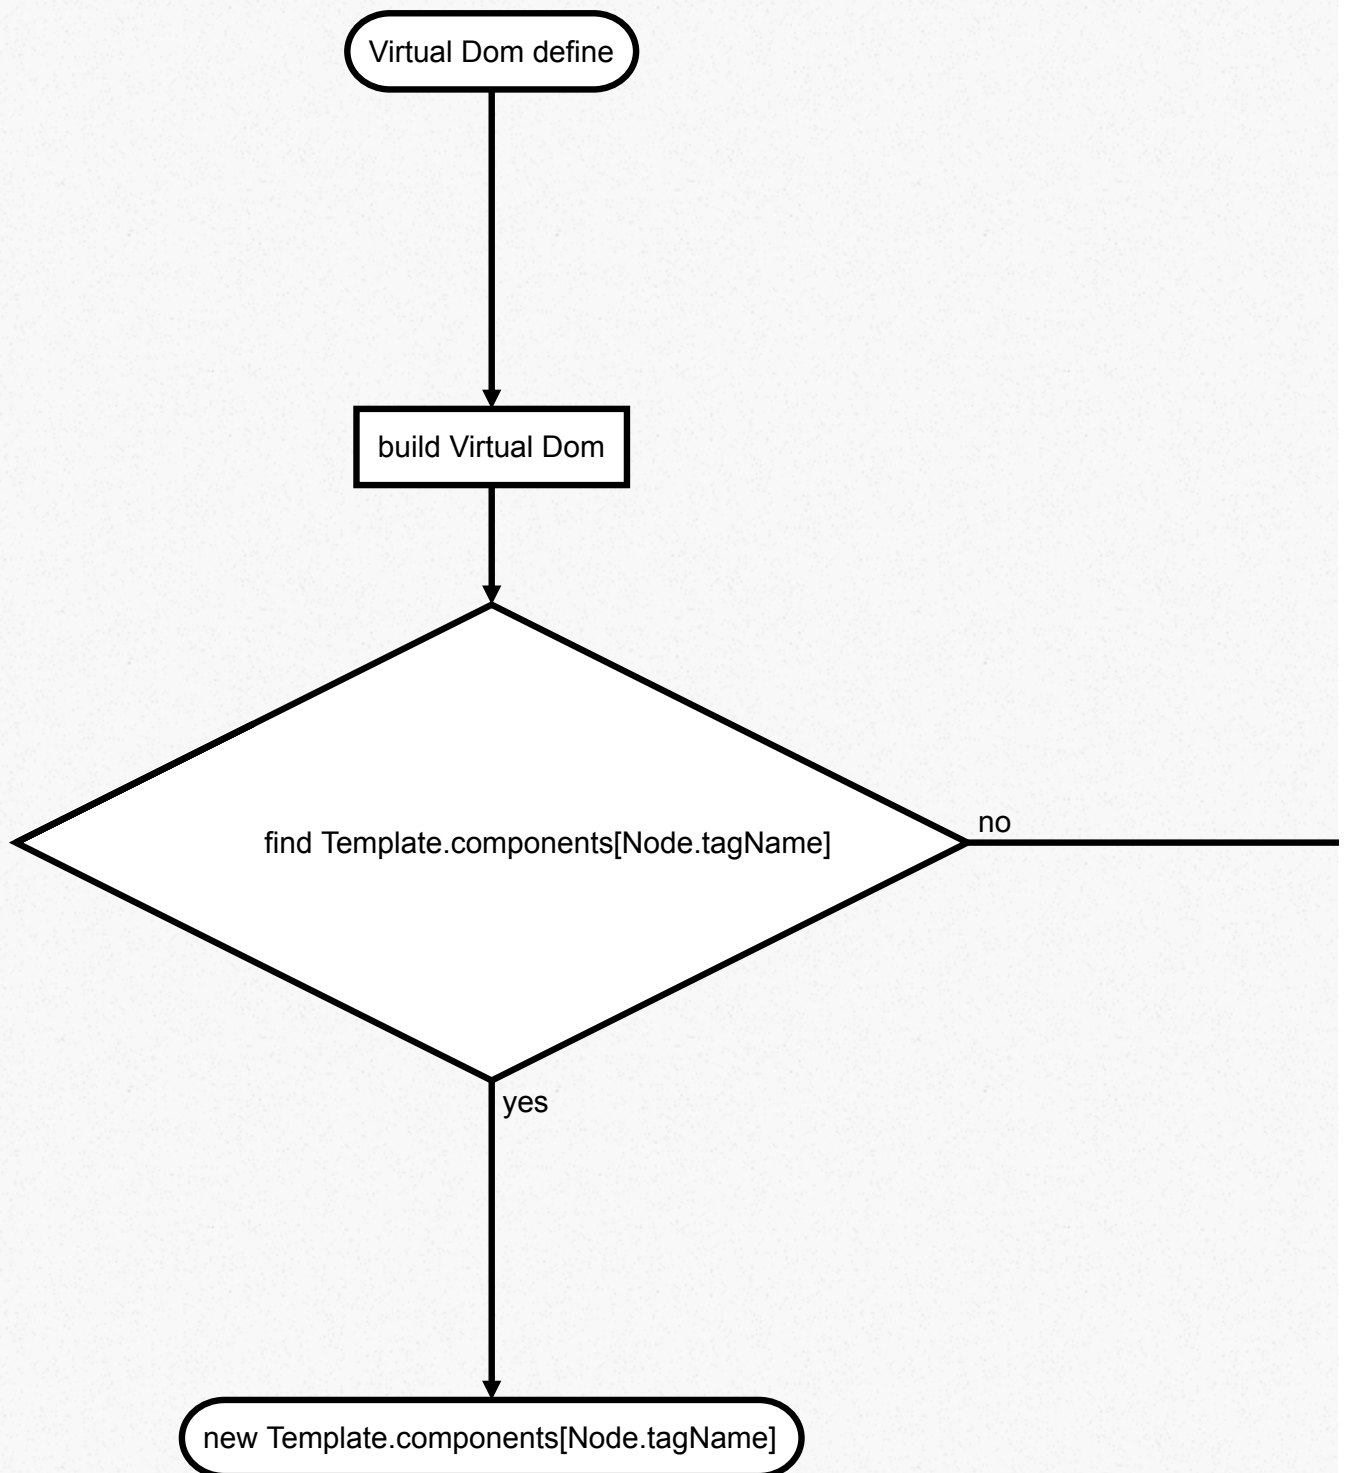 Virtual Dom define
build Virtual Dom
find Template.components[Node.tagName]
no
yes
new Template.components[Node.tagName]